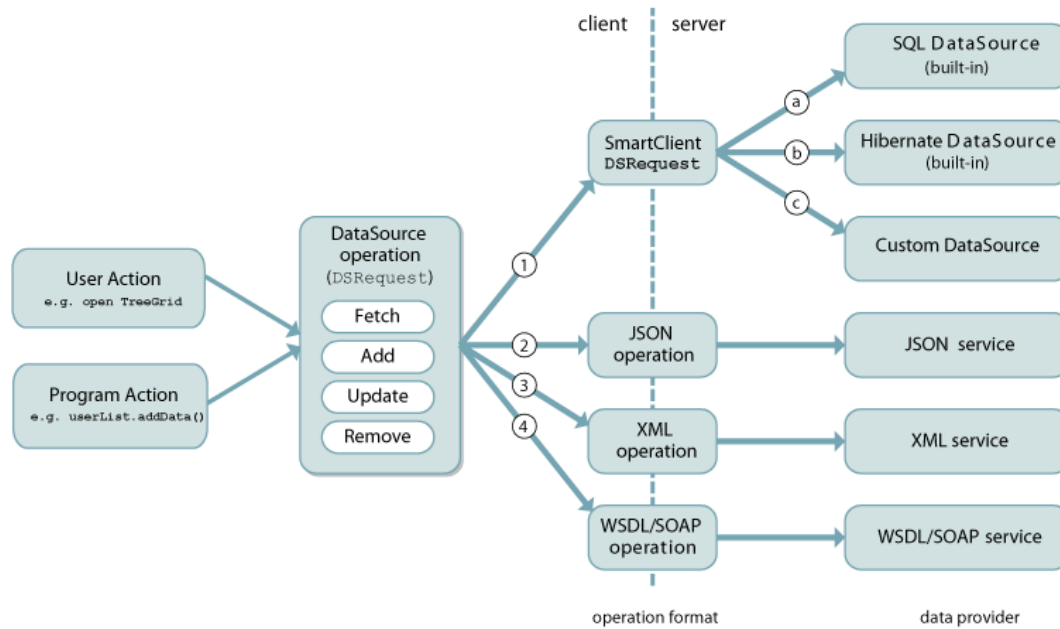 client
server
SQL DataSource
(built-in)
a
SmartClient
DSRequest
b
Hibernate DataSource
(built-in)
c
Custom DataSource
User Action
e.g. open TreeGrid
Program Action
e.g. userList.addData()
DataSource
operation
(DSRequest)
Fetch
Add
Update
Remove
1
2
JSON
operation
JSON service
3
XML
operation
XML service
4
WSDL/SOAP
operation
WSDL/SOAP service
operation format
data provider